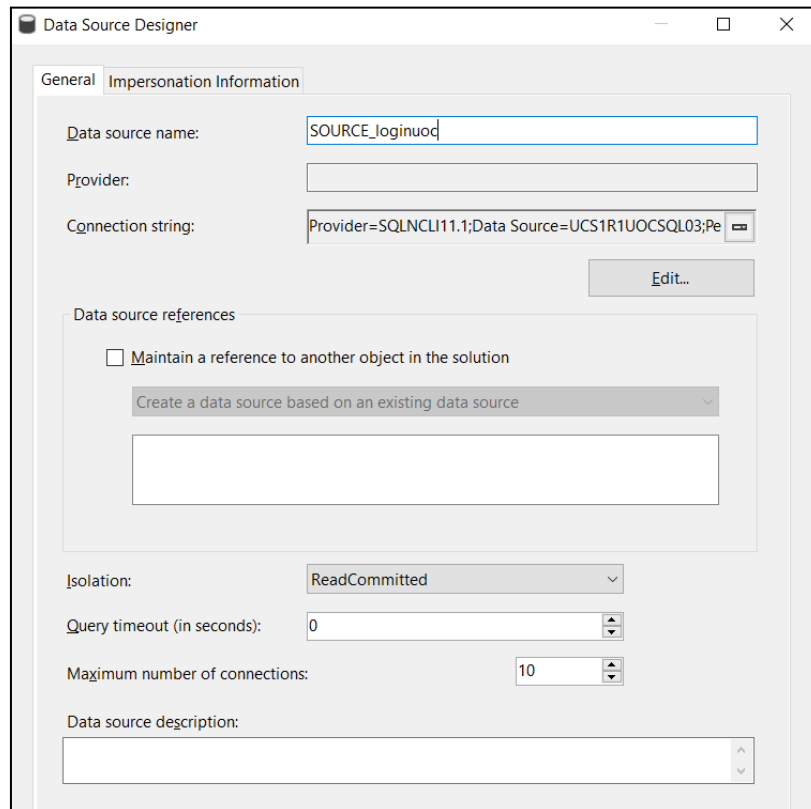 Data Source Designer
General Impersonation Information
Data source name: SOURCE_loginuoc
Provider:
Connection string: Provider=SQLNCLI11.1;Data Source=UCS1R1UOCSQL03;Pe
Edit...
Data source references
Maintain a reference to another object in the solution
Create a data source based on an existing data source
Isolation: ReadCommitted
Query timeout (in seconds): 0
Maximum number of connections: 10
Data source description: